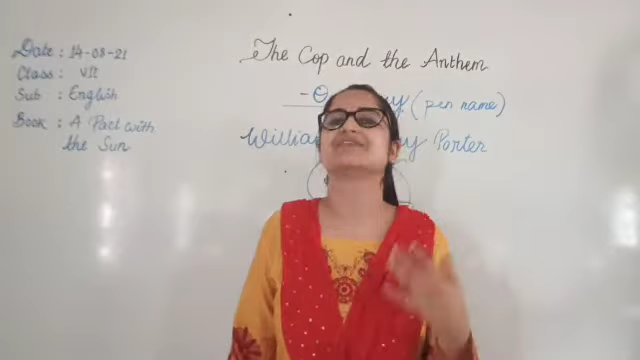 Date : 14-08-21
Class : VII
Sub : English
Book : A Pact with
the Sun
The Cop and the Anthem
(pen name)
Porter